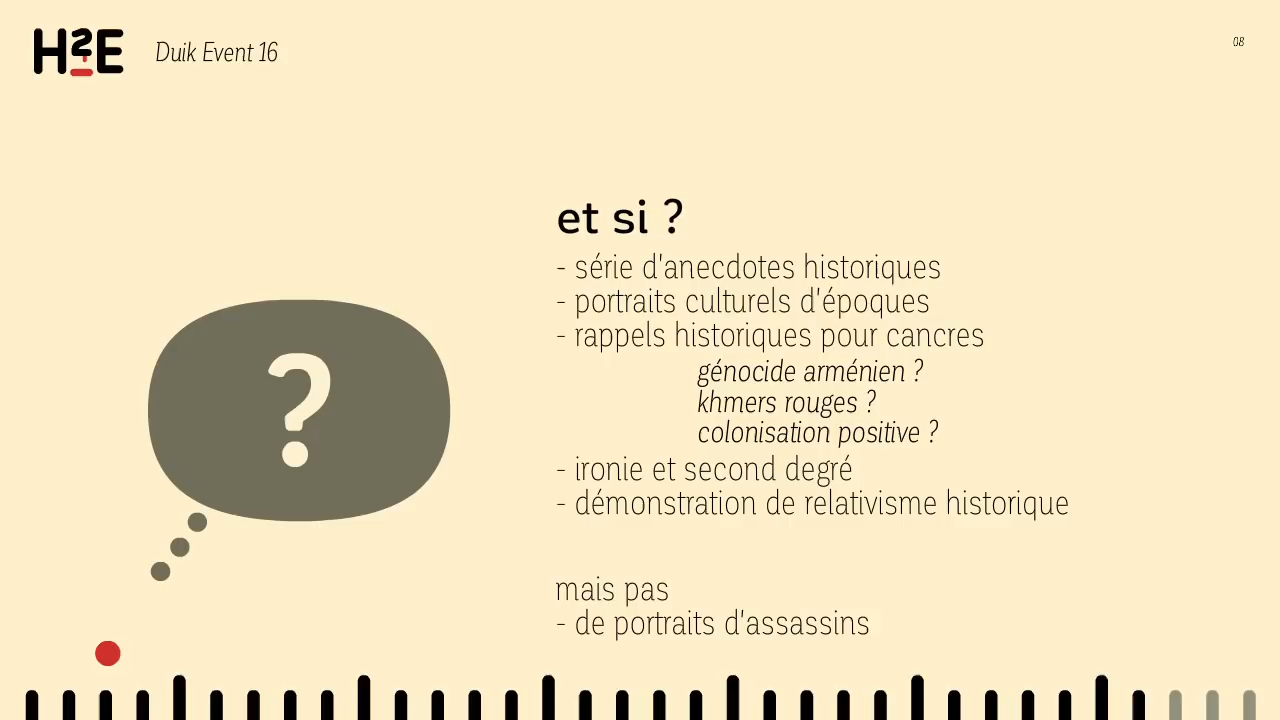 H2E
Duik Event 16
08
et si ?
- série d'anecdotes historiques
- portraits culturels d'époques
- rappels historiques pour cancres
génocide arménien ?
khmers rouges ?
colonisation positive ?
- ironie et second degré
- démonstration de relativisme historique
?
mais pas
- de portraits d'assassins